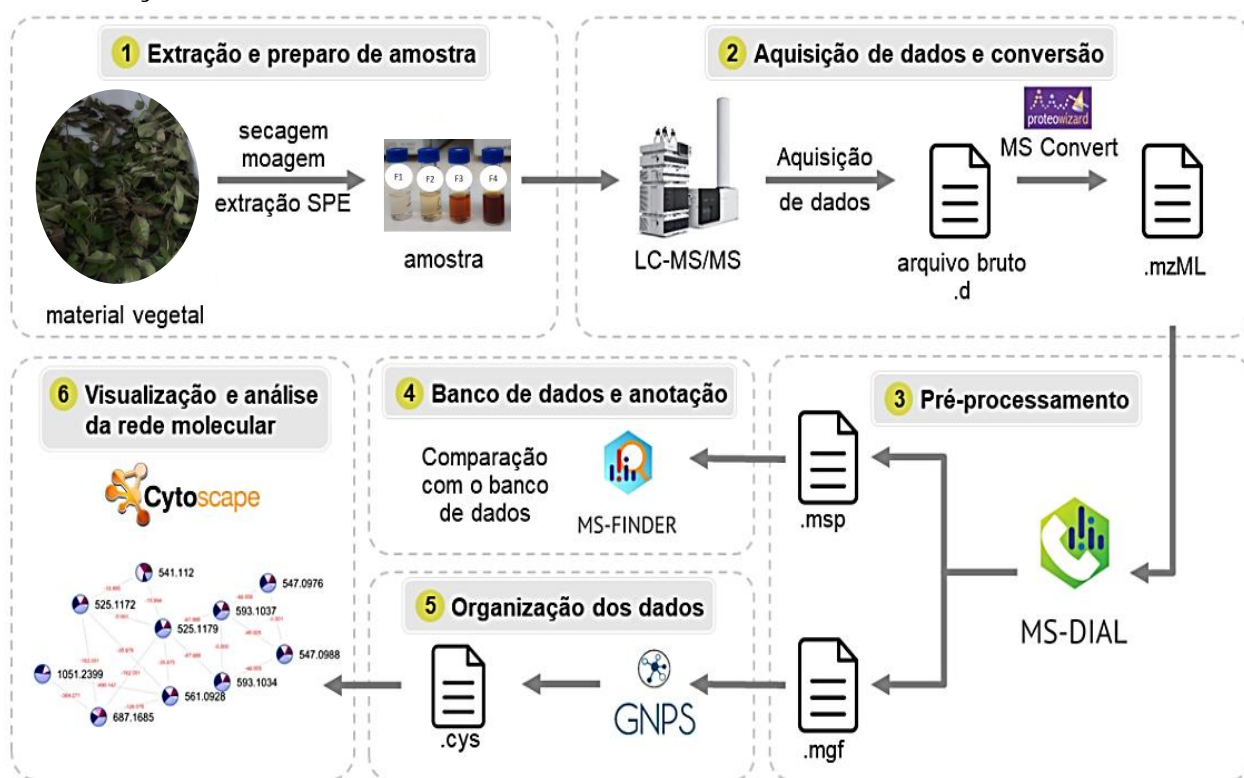 1 Extração e preparo de amostra
secagem
moagem
extração SPE
F1 F2 F3 F4
amostra
material vegetal
2 Aquisição de dados e conversão
proteowizard
MS Convert
Aquisição
de dados
LC-MS/MS
arquivo bruto
.d
.mzML
3 Pré-processamento
.msp
MS-DIAL
.mgf
4 Banco de dados e anotação
Comparação
com o banco
de dados
MS-FINDER
5 Organização dos dados
.cys
GNPS
6 Visualização e análise
da rede molecular
Cytoscape
541.112
547.0976
525.1172
593.1037
525.1179
547.0988
1051.2399
593.1034
561.0928
687.1685